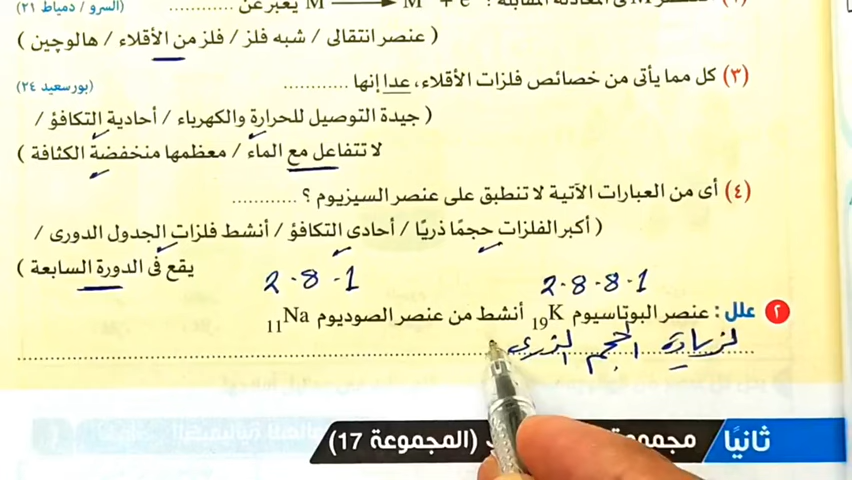 M ⟶ M⁺ + e⁻ يعبر عن ............ (السرو / دمياط ٢١)
( عنصر انتقالى / شبه فلز / فلز من الأقلاء / هالوچين )
(٣) كل مما يأتى من خصائص فلزات الأقلاء، عدا إنها ............ (بورسعيد ٢٤)
( جيدة التوصيل للحرارة والكهرباء / أحادية التكافؤ /
لا تتفاعل مع الماء / معظمها منخفضة الكثافة )
(٤) أى من العبارات الآتية لا تنطبق على عنصر السيزيوم ؟ ............
( أكبر الفلزات حجمًا ذريًا / أحادى التكافؤ / أنشط فلزات الجدول الدورى /
يقع فى الدورة السابعة )
2.8.8.1 2.8.1
٢ علل : عنصر البوتاسيوم ₁₉K أنشط من عنصر الصوديوم ₁₁Na
لزيادة الحجم الذرى
ثانيًا مجموعة (المجموعة 17)